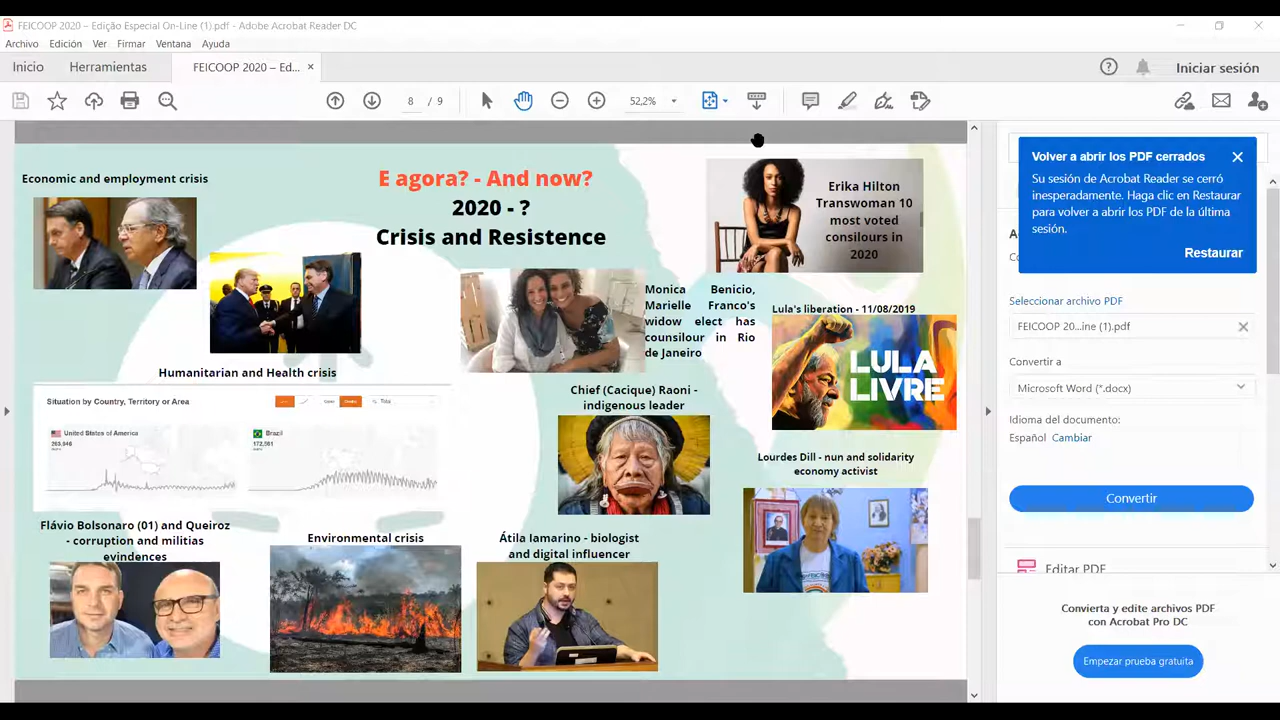 FEICOOP 2020 – Edição Especial On-Line (1).pdf - Adobe Acrobat Reader DC
Archivo Edición Ver Firmar Ventana Ayuda
Inicio Herramientas FEICOOP 2020 – Ed... × Iniciar sesión
8 / 9 52,2%
Economic and employment crisis
E agora? - And now?
2020 - ?
Crisis and Resistence
Erika Hilton
Transwoman 10
most voted
consilours in
2020
Monica Benicio,
Marielle Franco's
widow elect has
counsilour in Rio
de Janeiro
Lula's liberation - 11/08/2019
LULA
LIVRE
Humanitarian and Health crisis
Situation by Country, Territory or Area
Total
United States of America
Brazil
Chief (Cacique) Raoni -
indigenous leader
Lourdes Dill - nun and solidarity
economy activist
Flávio Bolsonaro (01) and Queiroz
- corruption and militias
evindences
Environmental crisis
Átila Iamarino - biologist
and digital influencer
Volver a abrir los PDF cerrados
Su sesión de Acrobat Reader se cerró
inesperadamente. Haga clic en Restaurar
para volver a abrir los PDF de la última
sesión.
Restaurar
Seleccionar archivo PDF
FEICOOP 20...ine (1).pdf
Convertir a
Microsoft Word (*.docx)
Idioma del documento:
Español Cambiar
Convertir
Editar PDF
Convierta y edite archivos PDF
con Acrobat Pro DC
Empezar prueba gratuita